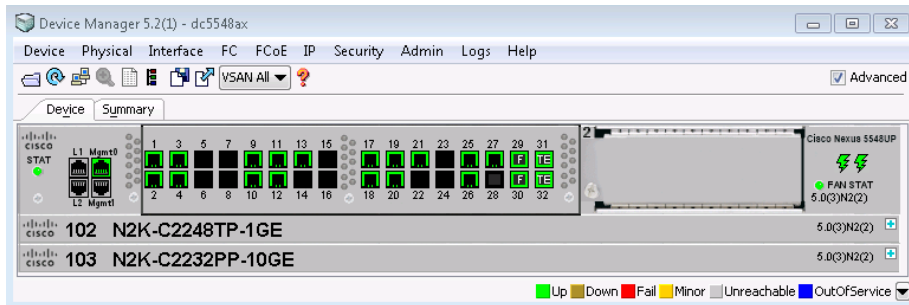 Device Manager 5.2(1) - dc5548ax
Device Physical Interface FC FCoE IP Security Admin Logs Help
VSAN All Advanced
Device Summary
CISCO
STAT
L1 Mgmt0
L2 Mgmt1
1 3 5 7 9 11 13 15 17 19 21 23 25 27 29 31
F TE
F TE
2 4 6 8 10 12 14 16 18 20 22 24 26 28 30 32
2
Cisco Nexus 5548UP
FAN STAT
5.0(3)N2(2)
CISCO 102 N2K-C2248TP-1GE 5.0(3)N2(2)
CISCO 103 N2K-C2232PP-10GE 5.0(3)N2(2)
Up Down Fail Minor Unreachable OutOfService